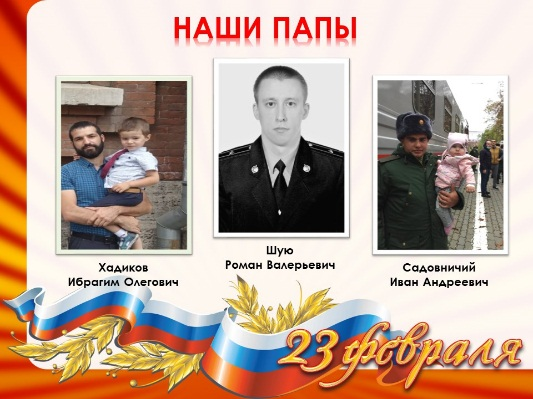 НАШИ ПАПЫ
Хадиков
Ибрагим Олегович
Шую
Роман Валерьевич
Садовничий
Иван Андреевич
23 февраля